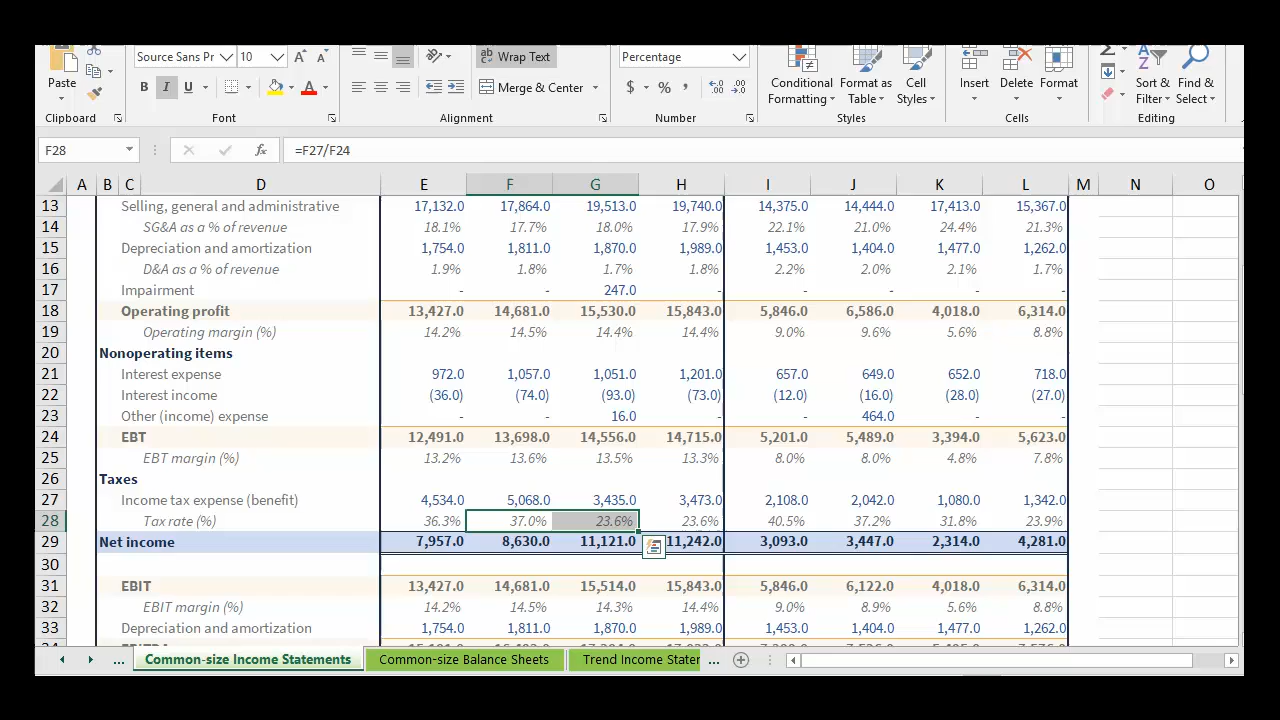 Source Sans Pr 10 A A ab Wrap Text Percentage
Paste B I U A Merge & Center $ % , Conditional Formatting Format as Table Cell Styles Insert Delete Format Sort & Filter Find & Select
Clipboard Font Alignment Number Styles Cells Editing
F28 fx =F27/F24
A B C D E F G H I J K L M N O
13 Selling, general and administrative 17,132.0 17,864.0 19,513.0 19,740.0 14,375.0 14,444.0 17,413.0 15,367.0
14 SG&A as a % of revenue 18.1% 17.7% 18.0% 17.9% 22.1% 21.0% 24.4% 21.3%
15 Depreciation and amortization 1,754.0 1,811.0 1,870.0 1,989.0 1,453.0 1,404.0 1,477.0 1,262.0
16 D&A as a % of revenue 1.9% 1.8% 1.7% 1.8% 2.2% 2.0% 2.1% 1.7%
17 Impairment - - 247.0 - - - - -
18 Operating profit 13,427.0 14,681.0 15,530.0 15,843.0 5,846.0 6,586.0 4,018.0 6,314.0
19 Operating margin (%) 14.2% 14.5% 14.4% 14.4% 9.0% 9.6% 5.6% 8.8%
20 Nonoperating items
21 Interest expense 972.0 1,057.0 1,051.0 1,201.0 657.0 649.0 652.0 718.0
22 Interest income (36.0) (74.0) (93.0) (73.0) (12.0) (16.0) (28.0) (27.0)
23 Other (income) expense - - 16.0 - - 464.0 - -
24 EBT 12,491.0 13,698.0 14,556.0 14,715.0 5,201.0 5,489.0 3,394.0 5,623.0
25 EBT margin (%) 13.2% 13.6% 13.5% 13.3% 8.0% 8.0% 4.8% 7.8%
26 Taxes
27 Income tax expense (benefit) 4,534.0 5,068.0 3,435.0 3,473.0 2,108.0 2,042.0 1,080.0 1,342.0
28 Tax rate (%) 36.3% 37.0% 23.6% 23.6% 40.5% 37.2% 31.8% 23.9%
29 Net income 7,957.0 8,630.0 11,121.0 11,242.0 3,093.0 3,447.0 2,314.0 4,281.0
30
31 EBIT 13,427.0 14,681.0 15,514.0 15,843.0 5,846.0 6,122.0 4,018.0 6,314.0
32 EBIT margin (%) 14.2% 14.5% 14.3% 14.4% 9.0% 8.9% 5.6% 8.8%
33 Depreciation and amortization 1,754.0 1,811.0 1,870.0 1,989.0 1,453.0 1,404.0 1,477.0 1,262.0
... Common-size Income Statements Common-size Balance Sheets Trend Income Stater ...